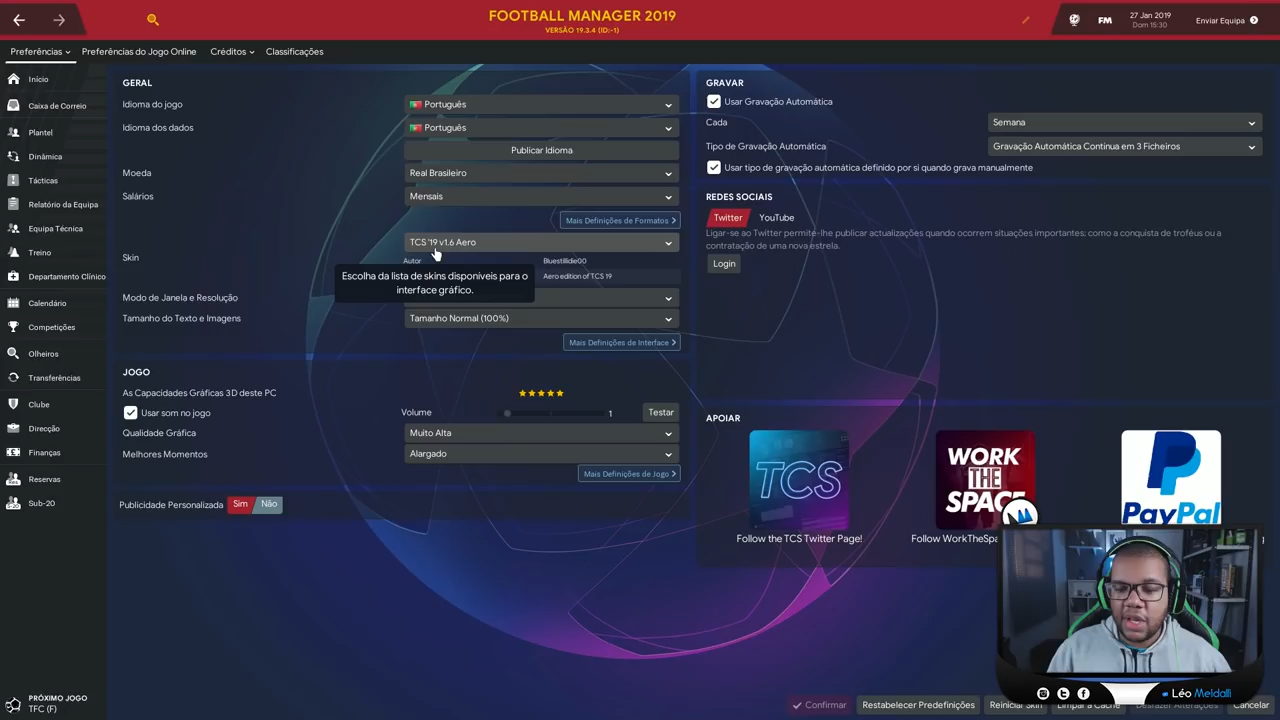 FOOTBALL MANAGER 2019
VERSÃO 19.3.4 (ID:-1)
FM
27 Jan 2019
Dom 15:30
Enviar Equipa
Preferências
Preferências do Jogo Online
Créditos
Classificações
Início
Caixa de Correio
Plantel
Dinâmica
Tácticas
Relatório da Equipa
Equipa Técnica
Treino
Departamento Clínico
Calendário
Competições
Olheiros
Transferências
Clube
Direcção
Finanças
Reservas
Sub-20
PRÓXIMO JOGO
TFC (F)
GERAL
Idioma do jogo
Português
Idioma dos dados
Português
Publicar Idioma
Moeda
Real Brasileiro
Salários
Mensais
Mais Definições de Formatos
Skin
TCS '19 v1.6 Aero
Autor
Bluestillidie00
Aero edition of TCS 19
Escolha da lista de skins disponíveis para o
interface gráfico.
Modo de Janela e Resolução
Tamanho do Texto e Imagens
Tamanho Normal (100%)
Mais Definições de Interface
JOGO
As Capacidades Gráficas 3D deste PC
Usar som no jogo
Volume
1
Testar
Qualidade Gráfica
Muito Alta
Melhores Momentos
Alargado
Mais Definições de Jogo
Publicidade Personalizada
Sim
Não
GRAVAR
Usar Gravação Automática
Cada
Semana
Tipo de Gravação Automática
Gravação Automática Contínua em 3 Ficheiros
Usar tipo de gravação automática definido por si quando grava manualmente
REDES SOCIAIS
Twitter
YouTube
Ligar-se ao Twitter permite-lhe publicar actualizações quando ocorrem situações importantes; como a conquista de troféus ou a
contratação de uma nova estrela.
Login
APOIAR
TCS
WORK
THE
SPACE
PayPal
Follow the TCS Twitter Page!
Follow WorkTheSpa
Léo Meidalli
Confirmar
Restabelecer Predefinições
Reiniciar Skin
Limpar a Cache
Desfazer Alterações
Cancelar